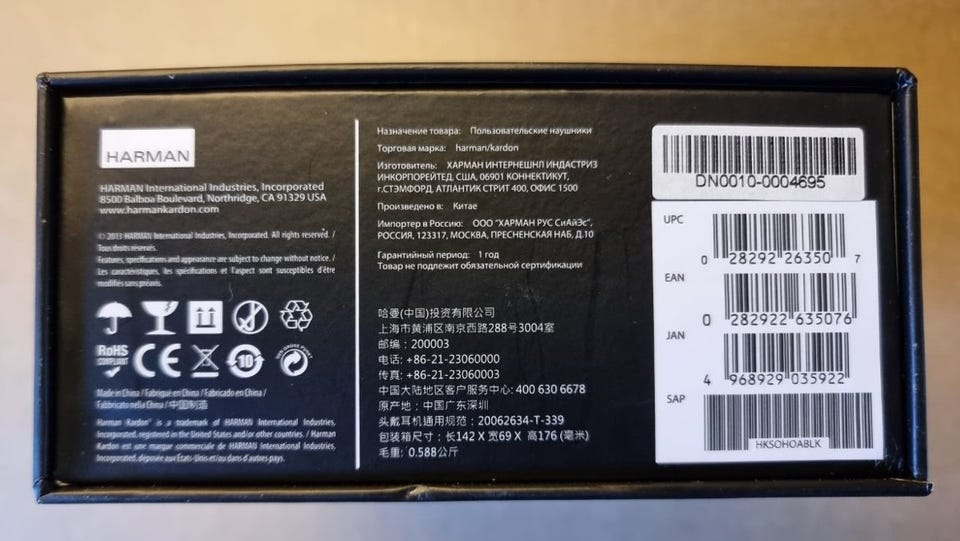 HARMAN
HARMAN International Industries, Incorporated
8500 Balboa Boulevard, Northridge, CA 91329 USA
www.harmankardon.com
© 2013 HARMAN International Industries, Incorporated. All rights reserved. /
Tous droits réservés.
Features, specifications and appearance are subject to change without notice. /
Les caractéristiques, les spécifications et l'aspect sont susceptibles d'être
modifiés sans préavis.
RoHS
COMPLIANT
CE
10
Made in China / Fabriqué en China / Fabricado en China /
Fabbricato nella China / 中国制造
Harman Kardon® is a trademark of HARMAN International Industries,
Incorporated, registered in the United States and/or other countries. / Harman
Kardon est une marque commerciale de HARMAN International Industries,
Incorporated, déposée aux États-Unis et/ou dans d'autres pays.
Назначение товара: Пользовательские наушники
Торговая марка: harman/kardon
Изготовитель: ХАРМАН ИНТЕРНЕШНЛ ИНДАСТРИЗ
ИНКОРПОРЕЙТЕД, США, 06901 КОННЕКТИКУТ,
г.СТЭМФОРД, АТЛАНТИК СТРИТ 400, ОФИС 1500
Произведено в: Китае
Импортер в Россию: ООО "ХАРМАН РУС СиАйЭс",
РОССИЯ, 123317, МОСКВА, ПРЕСНЕНСКАЯ НАБ, Д.10
Гарантийный период: 1 год
Товар не подлежит обязательной сертификации
哈曼(中国)投资有限公司
上海市黄浦区南京西路288号3004室
邮编: 200003
电话: +86-21-23060000
传真: +86-21-23060003
中国大陆地区客户服务中心: 400 630 6678
原产地: 中国广东深圳
头戴耳机通用规范: 20062634-T-339
包装箱尺寸: 长142 X 宽69 X 高176 (毫米)
毛重: 0.588公斤
DN0010-0004695
UPC
0 28292 26350 7
EAN
0 282922 635076
JAN
4 968929 035922
SAP
HKSOHOABLK